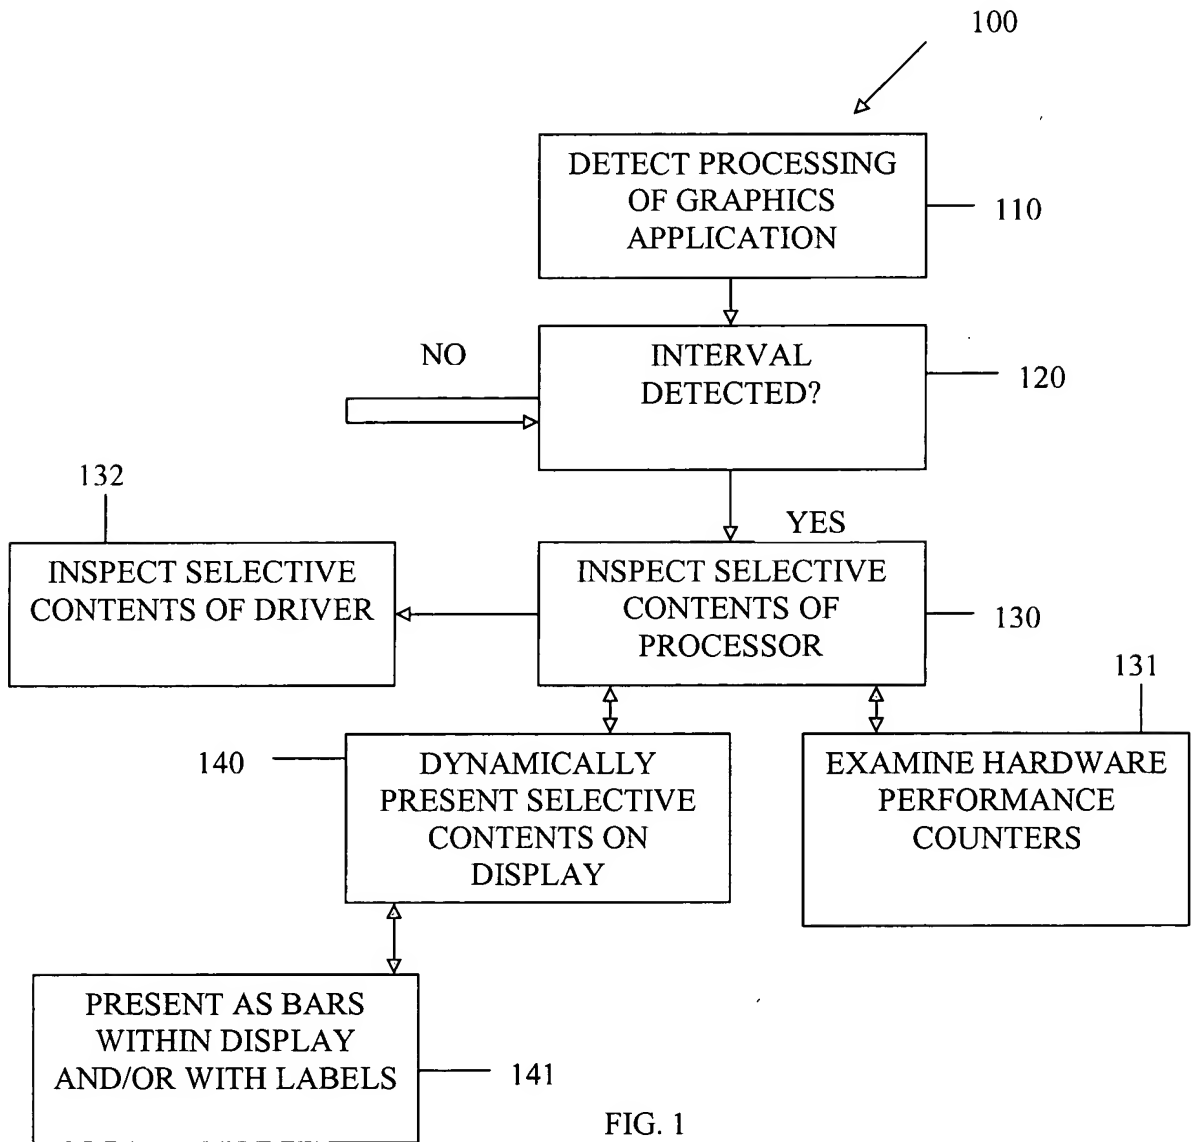 100
DETECT PROCESSING
OF GRAPHICS
APPLICATION
110
NO
INTERVAL
DETECTED?
120
132
YES
INSPECT SELECTIVE
CONTENTS OF DRIVER
INSPECT SELECTIVE
CONTENTS OF
PROCESSOR
130
131
140
DYNAMICALLY
PRESENT SELECTIVE
CONTENTS ON
DISPLAY
EXAMINE HARDWARE
PERFORMANCE
COUNTERS
PRESENT AS BARS
WITHIN DISPLAY
AND/OR WITH LABELS
141
FIG. 1